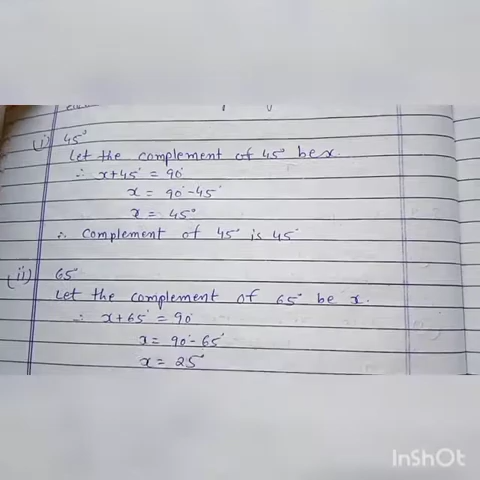 (i) 45°
Let the complement of 45° be x.
∴ x+45° = 90°
x = 90°-45°
x = 45°
∴ Complement of 45° is 45°
(ii) 65°
Let the complement of 65° be x.
∴ x+65° = 90°
x = 90°-65°
x = 25°
InShOt